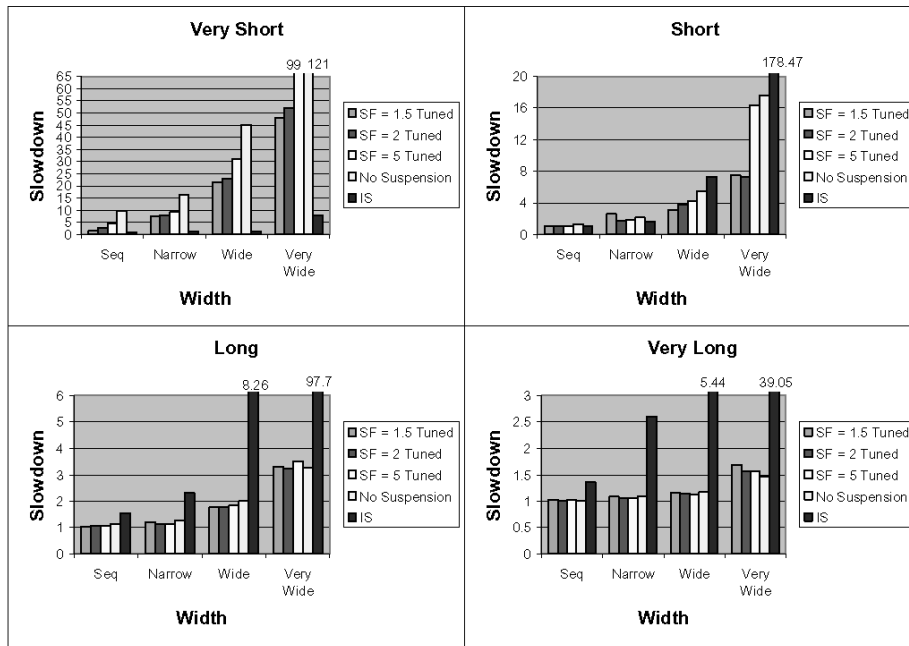 Very Short
99 121
65
60
55
50
45
40
35
30
25
20
15
10
5
0
Slowdown
Seq Narrow Wide Very Wide
Width
SF = 1.5 Tuned
SF = 2 Tuned
SF = 5 Tuned
No Suspension
IS
Short
178.47
20
16
12
8
4
0
Slowdown
Seq Narrow Wide Very Wide
Width
SF = 1.5 Tuned
SF = 2 Tuned
SF = 5 Tuned
No Suspension
IS
Long
8.26 97.7
6
5
4
3
2
1
0
Slowdown
Seq Narrow Wide Very Wide
Width
SF = 1.5 Tuned
SF = 2 Tuned
SF = 5 Tuned
No Suspension
IS
Very Long
5.44 39.05
3
2.5
2
1.5
1
0.5
0
Slowdown
Seq Narrow Wide Very Wide
Width
SF = 1.5 Tuned
SF = 2 Tuned
SF = 5 Tuned
No Suspension
IS